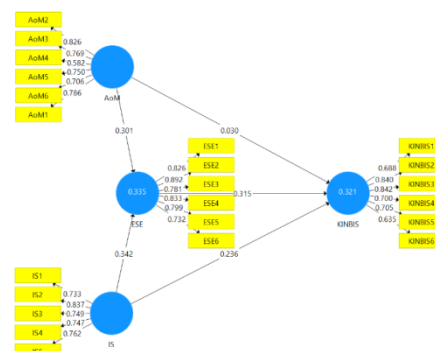 AoM2
AoM3
AoM4
AoM5
AoM6
AoM1
0.826
0.769
0.582
0.750
0.706
0.786
AoM
0.301
0.030
ESE1
ESE2
ESE3
ESE4
ESE5
ESE6
0.826
0.892
0.781
0.833
0.799
0.732
0.335
ESE
0.315
KINBIS1
KINBIS2
KINBIS3
KINBIS4
KINBIS5
KINBIS6
0.688
0.840
0.842
0.700
0.705
0.635
0.321
KINBIS
0.342
0.236
IS1
IS2
IS3
IS4
0.733
0.837
0.749
0.747
0.762
IS